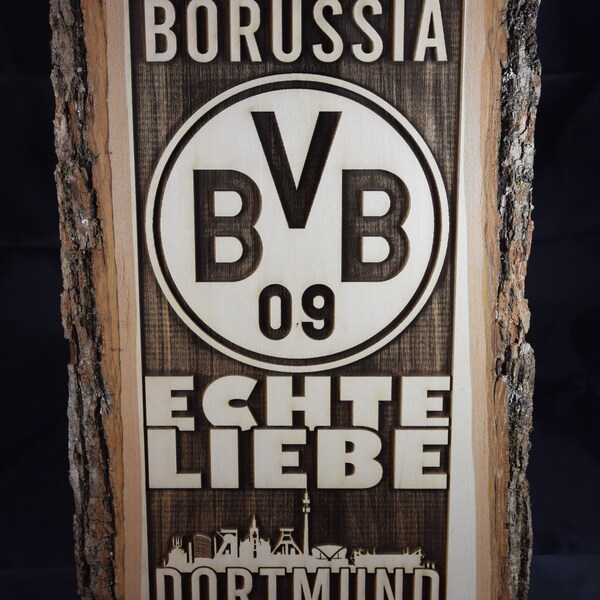 BORUSSIA
BVB
09
ECHTE
LIEBE
DORTMUND